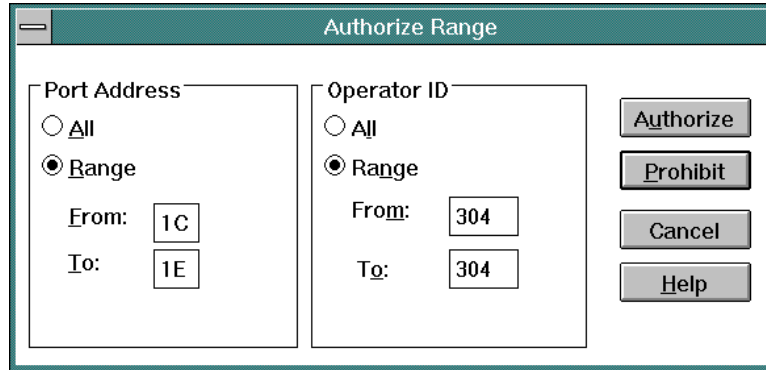 Authorize Range
Port Address
All
Range
From: 1C
To: 1E
Operator ID
All
Range
From: 304
To: 304
Authorize
Prohibit
Cancel
Help